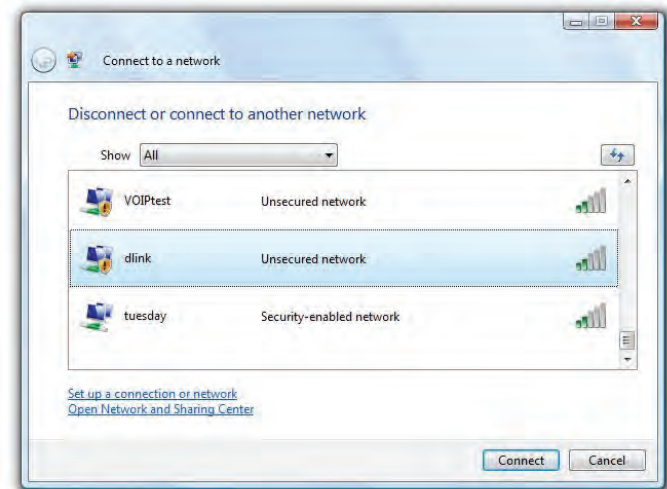 Connect to a network
Disconnect or connect to another network
Show All
VOIPtest Unsecured network
dlink Unsecured network
tuesday Security-enabled network
Set up a connection or network
Open Network and Sharing Center
Connect Cancel